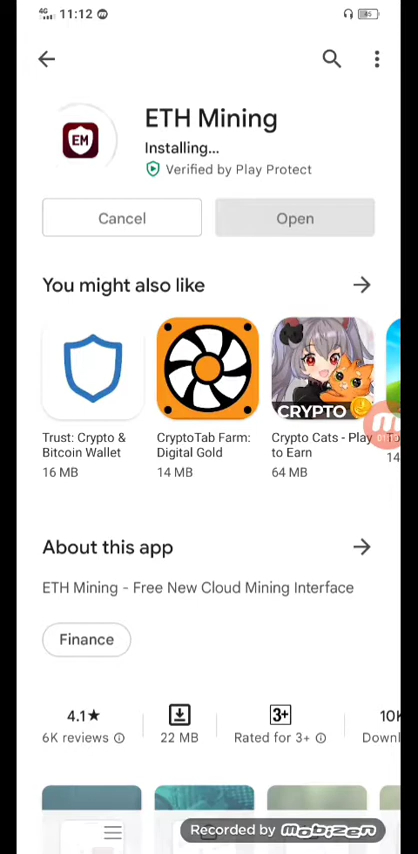 4G 11:12
ETH Mining
EM
Installing...
Verified by Play Protect
Cancel
Open
You might also like
CRYPTO
Trust: Crypto &
Bitcoin Wallet
16 MB
CryptoTab Farm:
Digital Gold
14 MB
Crypto Cats - Play
to Earn
64 MB
14
About this app
ETH Mining - Free New Cloud Mining Interface
Finance
4.1★
6K reviews
22 MB
3+
Rated for 3+
10K
Downl
Recorded by MOBIZEN